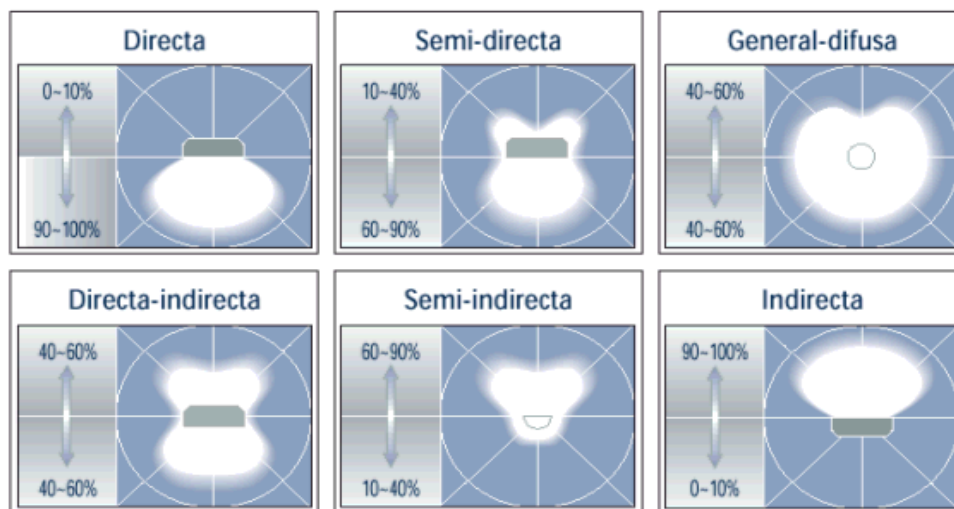 Directa
0~10%
90~100%
Semi-directa
10~40%
60~90%
General-difusa
40~60%
40~60%
Directa-indirecta
40~60%
40~60%
Semi-indirecta
60~90%
10~40%
Indirecta
90~100%
0~10%